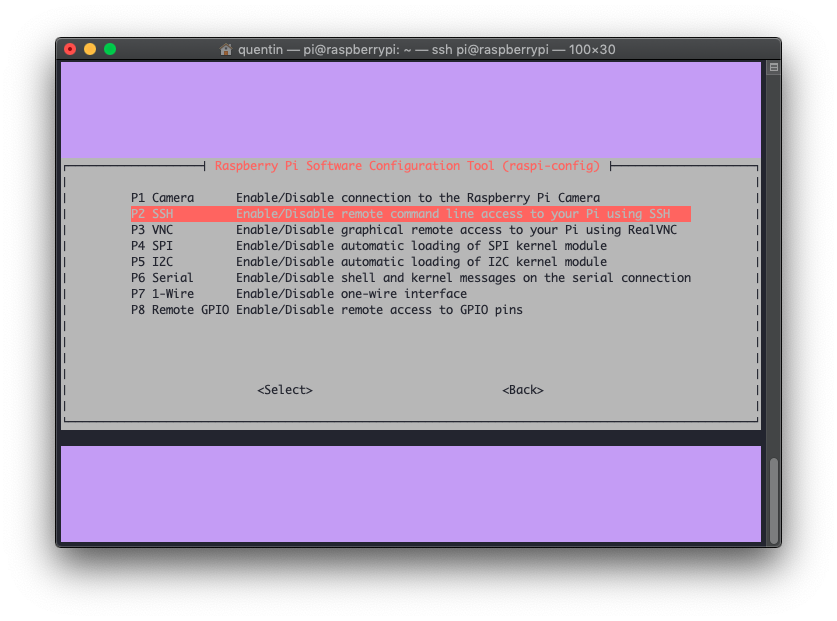 quentin — pi@raspberrypi: ~ — ssh pi@raspberrypi — 100×30
Raspberry Pi Software Configuration Tool (raspi-config)
P1 Camera Enable/Disable connection to the Raspberry Pi Camera
P2 SSH Enable/Disable remote command line access to your Pi using SSH
P3 VNC Enable/Disable graphical remote access to your Pi using RealVNC
P4 SPI Enable/Disable automatic loading of SPI kernel module
P5 I2C Enable/Disable automatic loading of I2C kernel module
P6 Serial Enable/Disable shell and kernel messages on the serial connection
P7 1-Wire Enable/Disable one-wire interface
P8 Remote GPIO Enable/Disable remote access to GPIO pins
<Select> <Back>